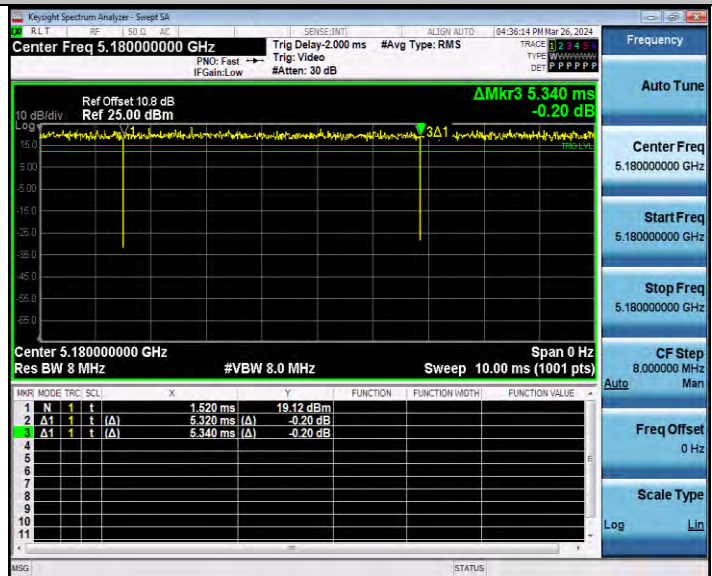 Keysight Spectrum Analyzer - Swept SA
RLT RF 50 Ω AC SENSE:INT ALIGN AUTO 04:36:14 PM Mar 26, 2024
Center Freq 5.180000000 GHz
PNO: Fast
IFGain:Low
Trig Delay-2.000 ms
Trig: Video
#Atten: 30 dB
#Avg Type: RMS
TRACE 1 2 3 4 5 6
TYPE WWWWWW
DET P P P P P P
ΔMkr3 5.340 ms
-0.20 dB
Ref Offset 10.8 dB
10 dB/div Ref 25.00 dBm
Log
1
3Δ1
TRIG LVL
15.0
5.00
-5.00
-15.0
-25.0
-35.0
-45.0
-55.0
-65.0
Center 5.180000000 GHz Span 0 Hz
Res BW 8 MHz #VBW 8.0 MHz Sweep 10.00 ms (1001 pts)
MKR MODE TRC SCL X Y FUNCTION FUNCTION WIDTH FUNCTION VALUE
1 N 1 t 1.520 ms 19.12 dBm
2 Δ1 1 t (Δ) 5.320 ms (Δ) -0.20 dB
3 Δ1 1 t (Δ) 5.340 ms (Δ) -0.20 dB
4
5
6
7
8
9
10
11
MSG STATUS
Frequency
Auto Tune
Center Freq
5.180000000 GHz
Start Freq
5.180000000 GHz
Stop Freq
5.180000000 GHz
CF Step
8.000000 MHz
Auto Man
Freq Offset
0 Hz
Scale Type
Log Lin